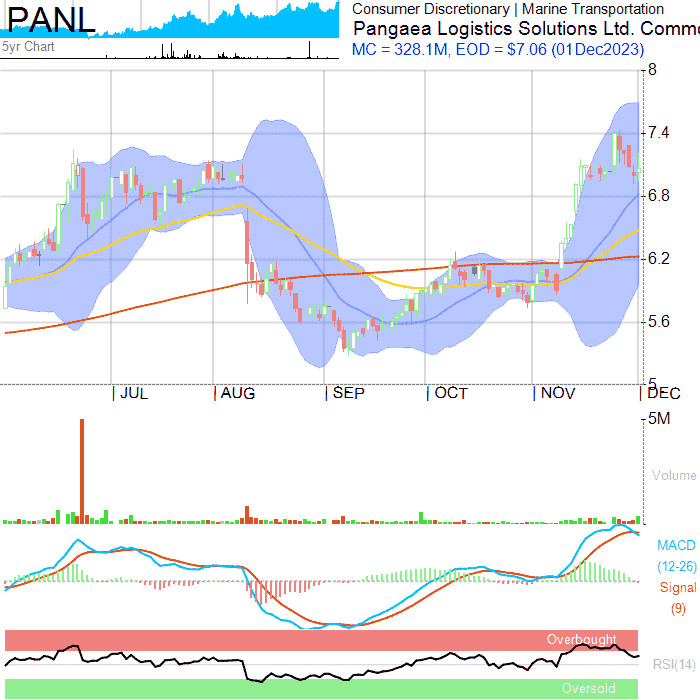 PANL
5yr Chart
Consumer Discretionary | Marine Transportation
Pangaea Logistics Solutions Ltd. Commo
MC = 328.1M, EOD = $7.06 (01Dec2023)
8
7.4
6.8
6.2
5.6
5
JUL AUG SEP OCT NOV DEC
5M
Volume
MACD
(12-26)
Signal
(9)
Overbought
RSI(14)
Oversold